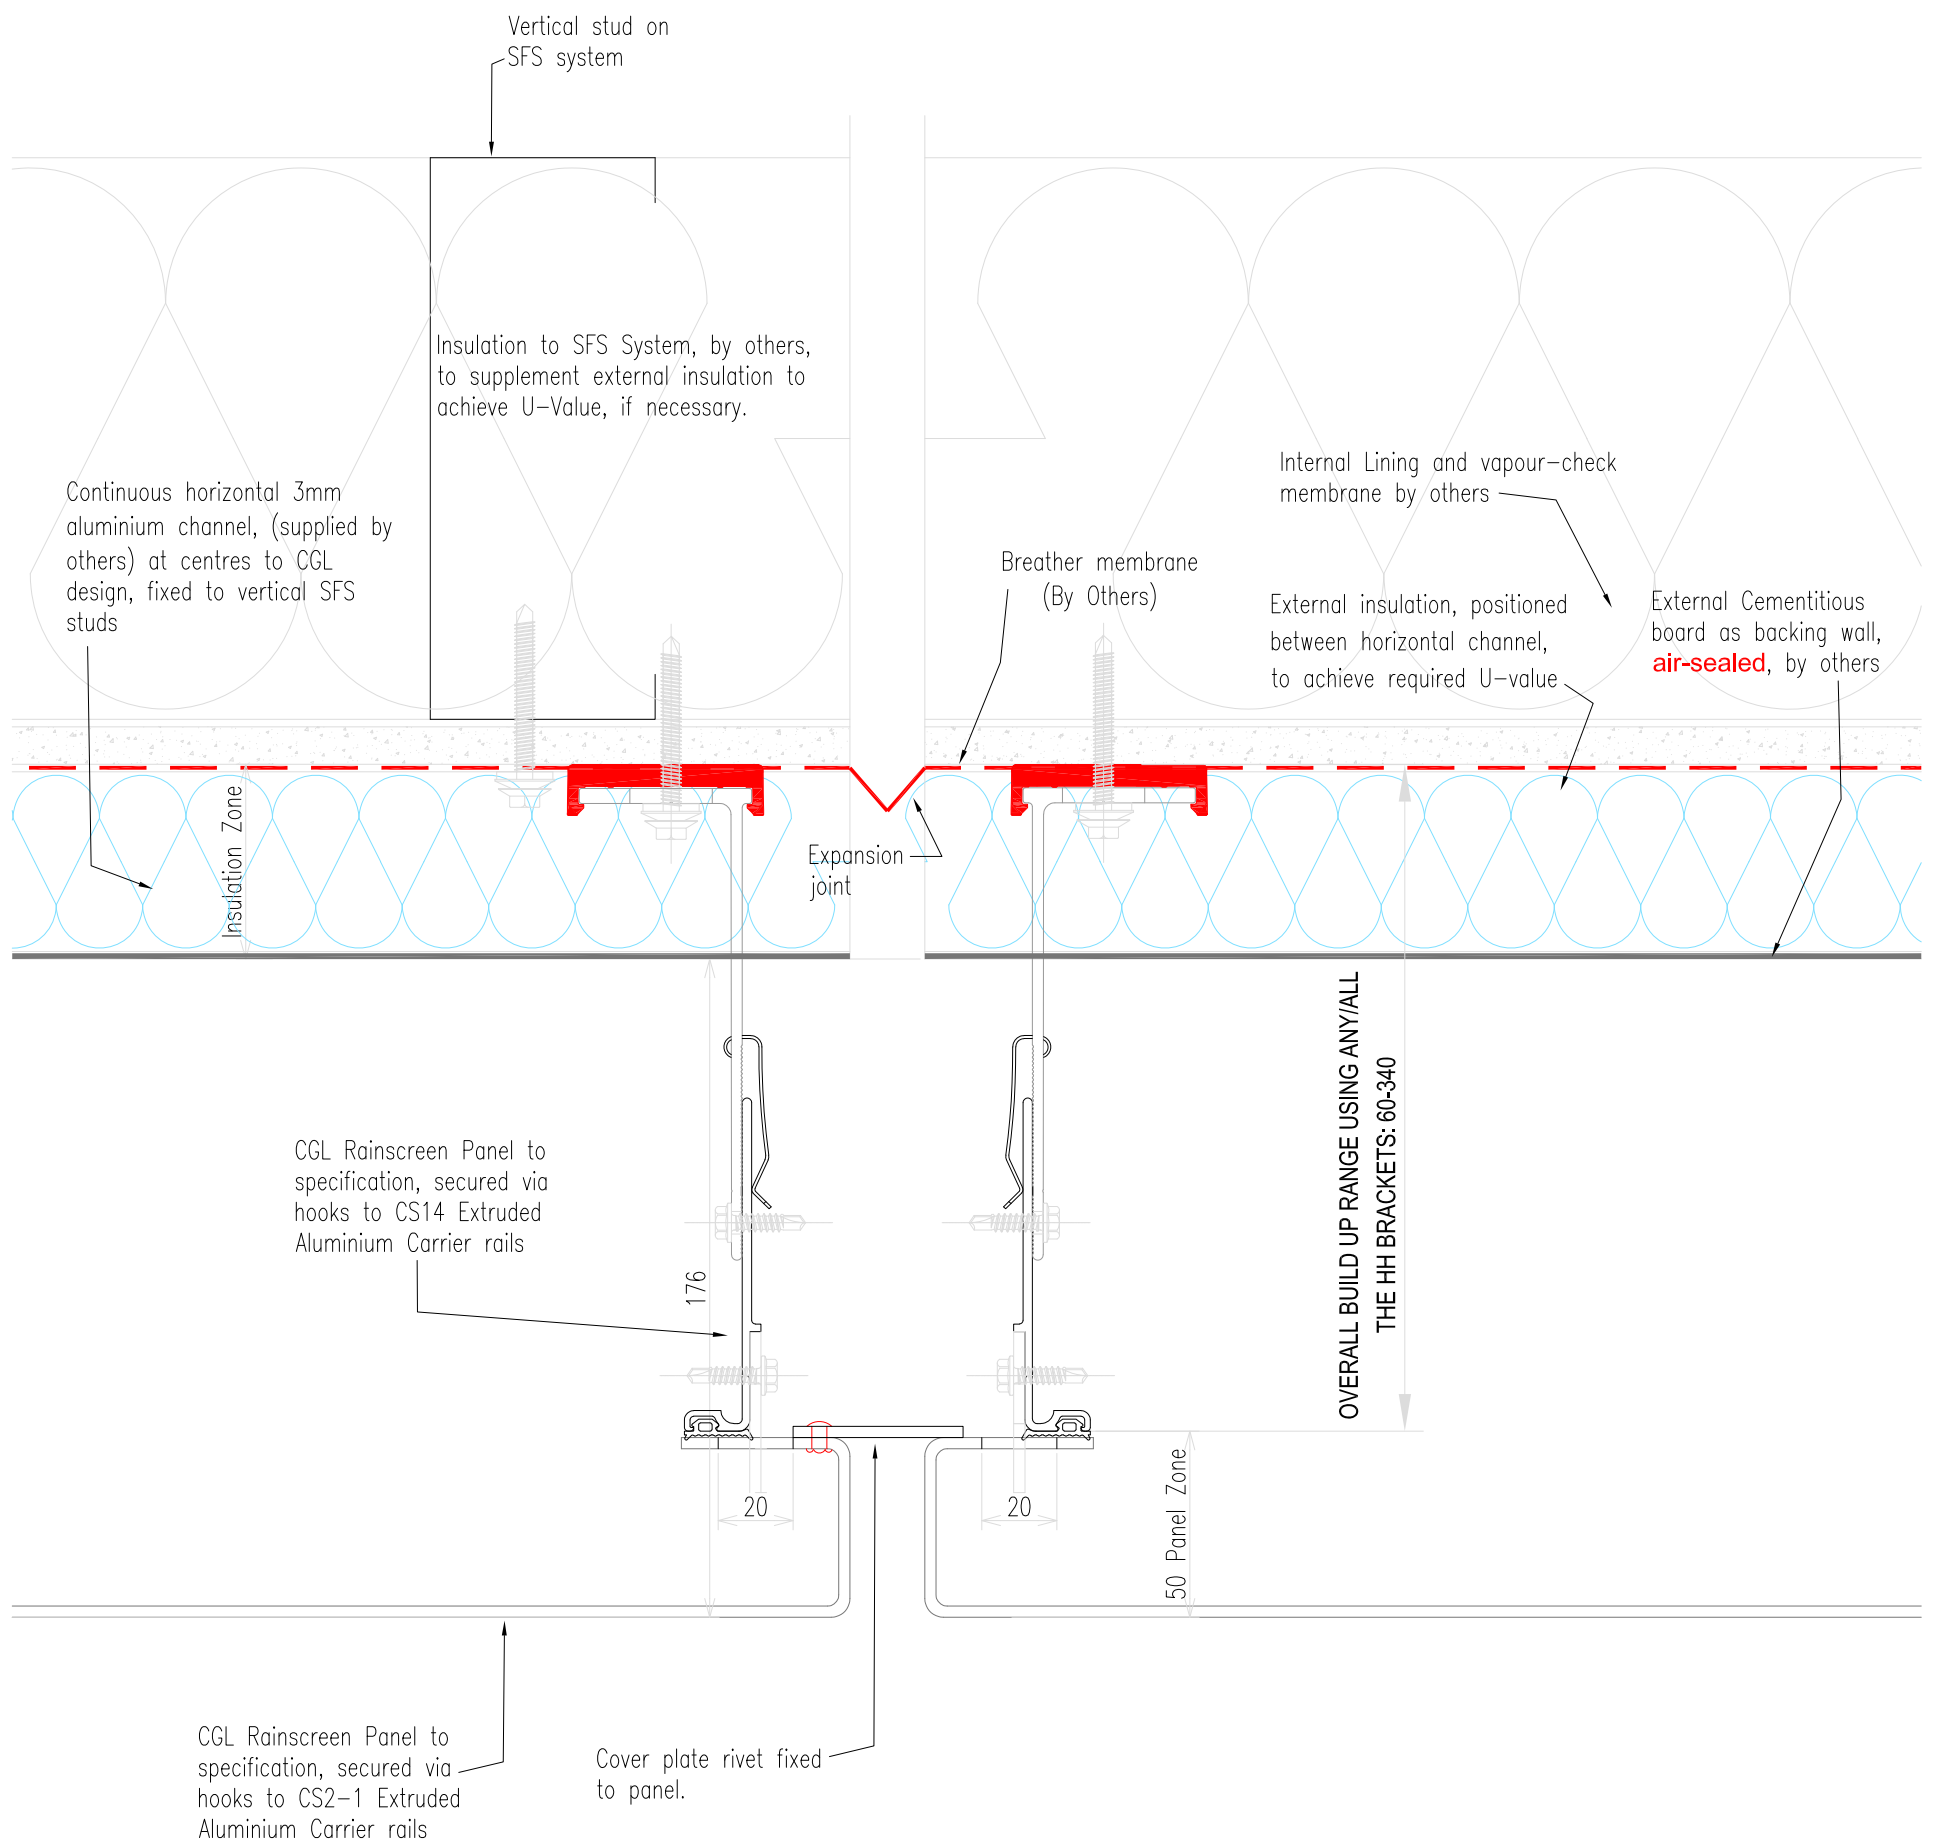 Vertical stud on
SFS system
Insulation to SFS System, by others,
to supplement external insulation to
achieve U-Value, if necessary.
Continuous horizontal 3mm
aluminium channel, (supplied by
others) at centres to CGL
design, fixed to vertical SFS
studs
Internal Lining and vapour-check
membrane by others
Breather membrane
(By Others)
External insulation, positioned
between horizontal channel,
to achieve required U-value
External Cementitious
board as backing wall,
air-sealed, by others
Insulation Zone
Expansion
joint
OVERALL BUILD UP RANGE USING ANY/ALL
THE HH BRACKETS: 60-340
CGL Rainscreen Panel to
specification, secured via
hooks to CS14 Extruded
Aluminium Carrier rails
176
20
20
50 Panel Zone
CGL Rainscreen Panel to
specification, secured via
hooks to CS2-1 Extruded
Aluminium Carrier rails
Cover plate rivet fixed
to panel.